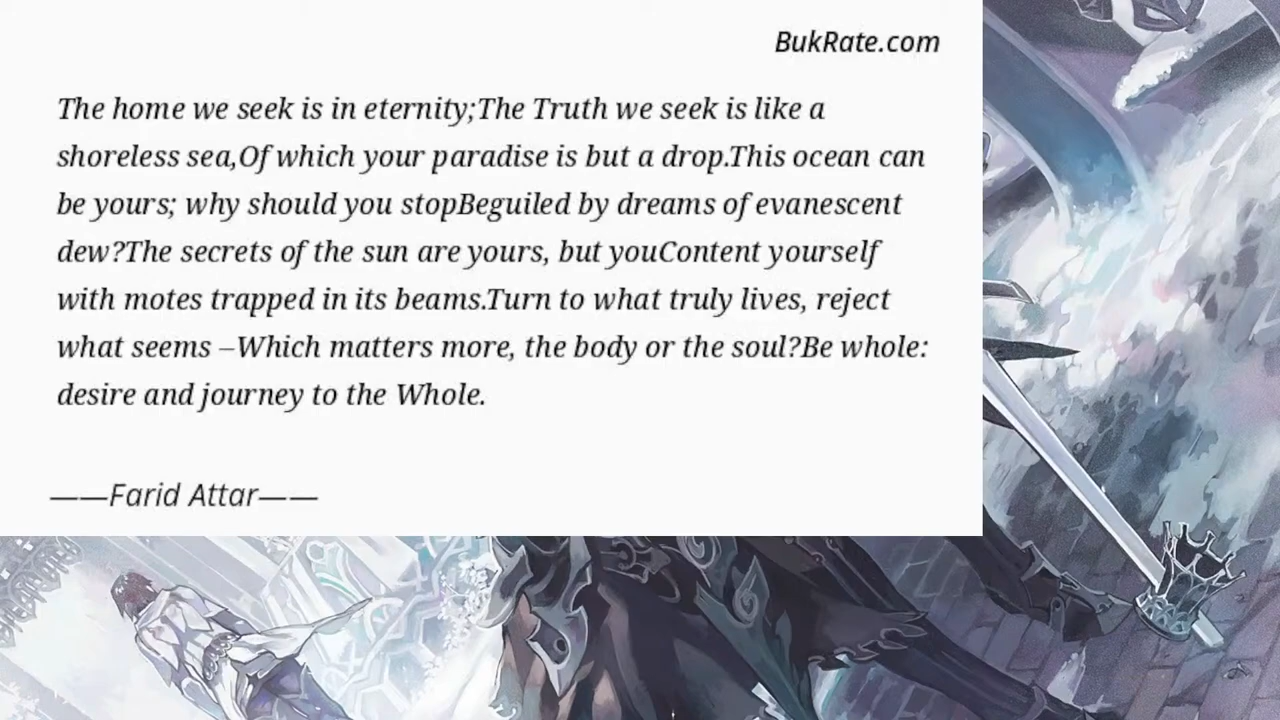 BukRate.com
The home we seek is in eternity;The Truth we seek is like a
shoreless sea,Of which your paradise is but a drop.This ocean can
be yours; why should you stopBeguiled by dreams of evanescent
dew?The secrets of the sun are yours, but youContent yourself
with motes trapped in its beams.Turn to what truly lives, reject
what seems –Which matters more, the body or the soul?Be whole:
desire and journey to the Whole.
——Farid Attar——